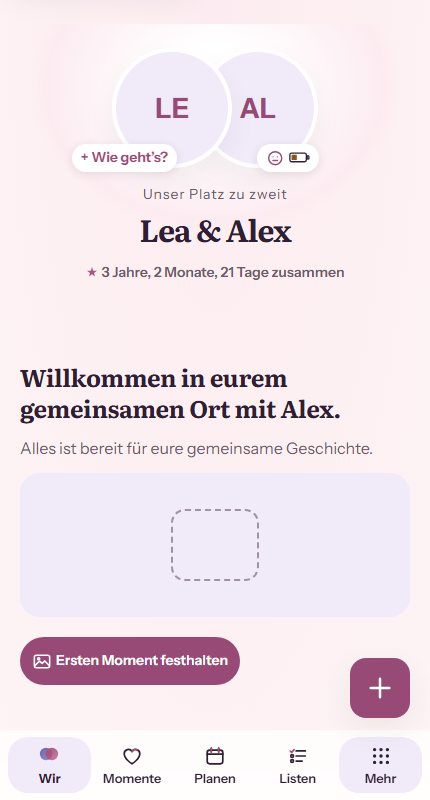 LE
AL
+ Wie geht's?
Unser Platz zu zweit
Lea & Alex
★ 3 Jahre, 2 Monate, 21 Tage zusammen
Willkommen in eurem
gemeinsamen Ort mit Alex.
Alles ist bereit für eure gemeinsame Geschichte.
Ersten Moment festhalten
Wir
Momente
Planen
Listen
Mehr